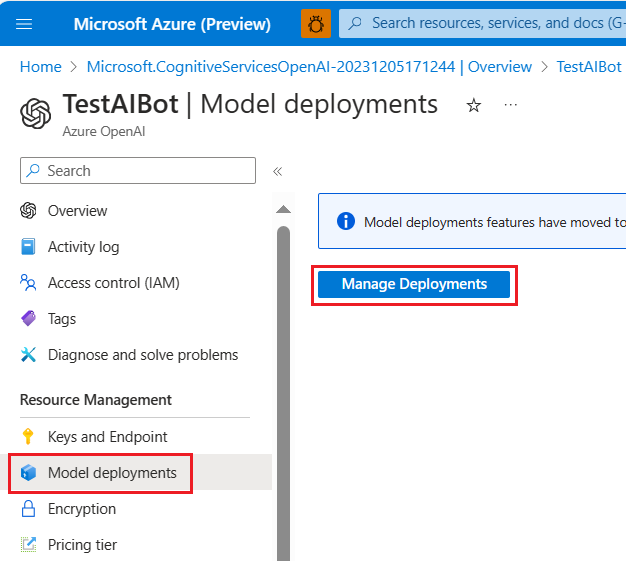 Microsoft Azure (Preview)
Search resources, services, and docs (G-
Home > Microsoft.CognitiveServicesOpenAI-20231205171244 | Overview > TestAIBot
TestAIBot | Model deployments
Azure OpenAI
Search
Overview
Activity log
Access control (IAM)
Tags
Diagnose and solve problems
Resource Management
Keys and Endpoint
Model deployments
Encryption
Pricing tier
Model deployments features have moved to
Manage Deployments